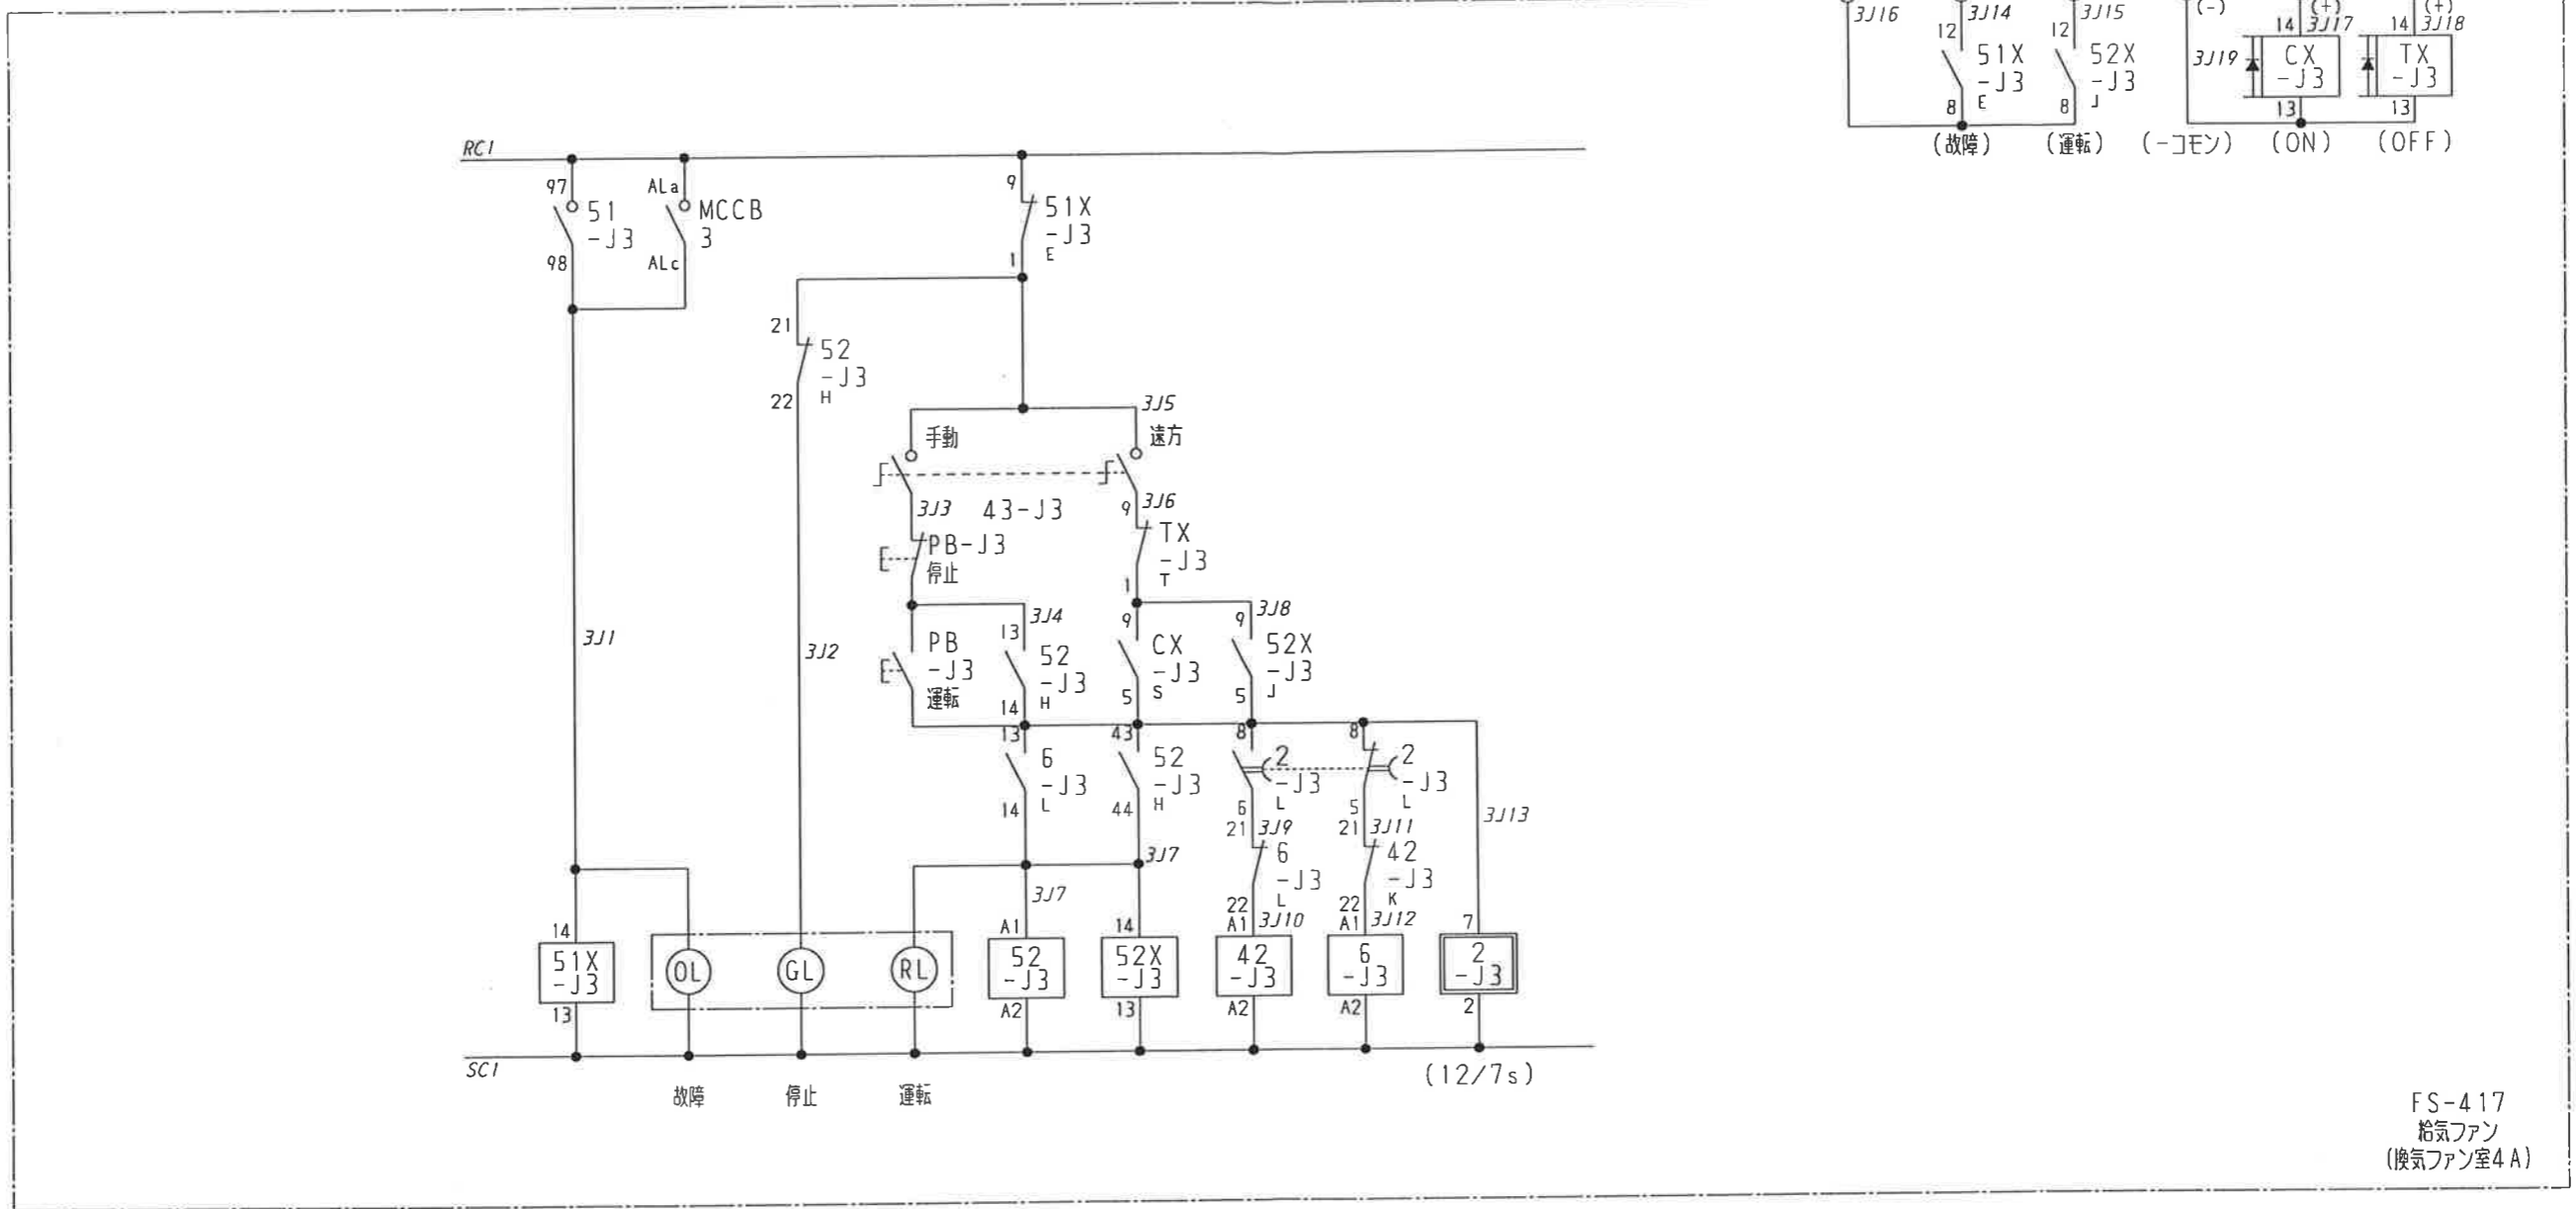 3J16
3J14
3J15
(-)
(+)
(+)
12
12
14
3J17
14
3J18
51X
-J3
E
52X
-J3
J
3J19
CX
-J3
TX
-J3
8
8
13
13
(故障)
(運転)
(-コモン)
(ON)
(OFF)
RC1
97
ALa
9
51
-J3
MCCB
3
51X
-J3
E
98
ALc
1
21
52
-J3
H
22
3J5
手動
遠方
3J3
43-J3
9
3J6
PB-J3
停止
TX
-J3
T
1
3J4
3J8
13
9
9
3J1
3J2
PB
-J3
運転
52
-J3
H
CX
-J3
S
52X
-J3
J
14
5
5
13
43
8
8
6
-J3
L
52
-J3
H
2
-J3
L
2
-J3
L
14
44
6
5
3J13
21
3J9
21
3J11
3J7
6
-J3
L
42
-J3
K
3J7
22
22
14
A1
14
A1
3J10
A1
3J12
7
51X
-J3
OL
GL
RL
52
-J3
52X
-J3
42
-J3
6
-J3
2
-J3
13
A2
13
A2
A2
2
SC1
(12/7s)
故障
停止
運転
FS-417
給気ファン
(換気ファン室4A)